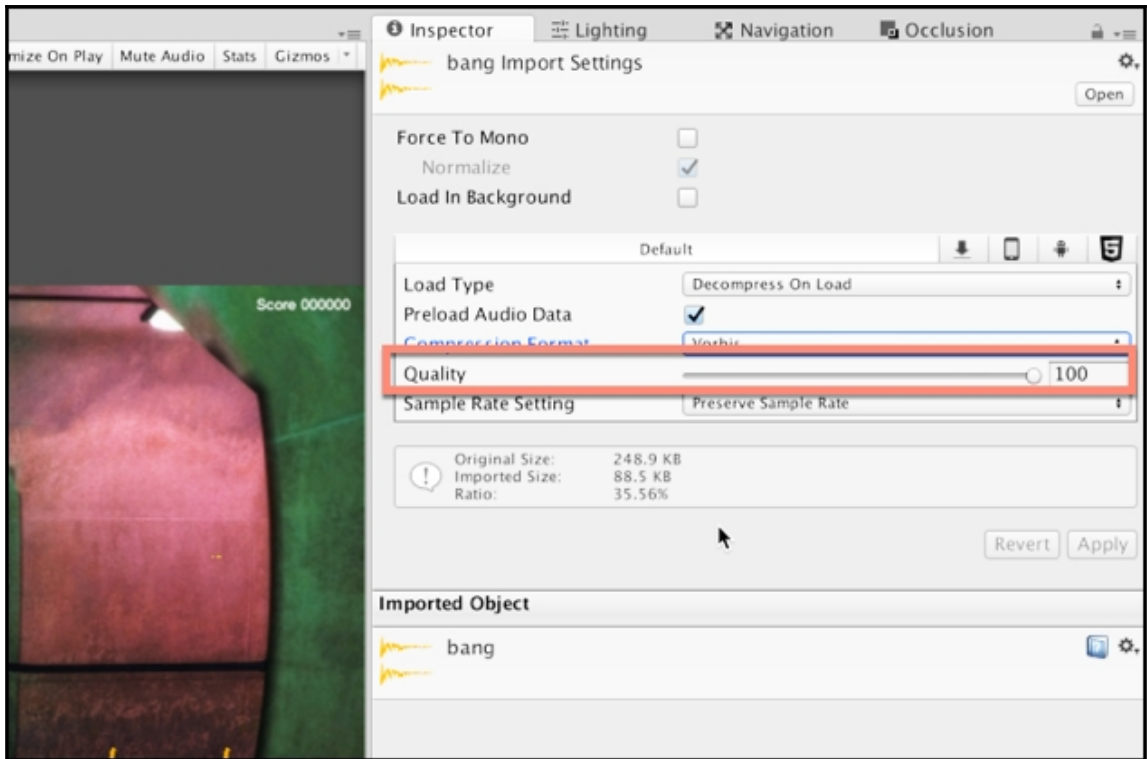 Inspector Lighting Navigation Occlusion
mize On Play Mute Audio Stats Gizmos
bang Import Settings
Open
Force To Mono
Normalize
Load In Background
Default
Load Type Decompress On Load
Preload Audio Data
Compression Format Vorbis
Quality 100
Sample Rate Setting Preserve Sample Rate
Score 000000
Original Size: 248.9 KB
Imported Size: 88.5 KB
Ratio: 35.56%
Revert Apply
Imported Object
bang